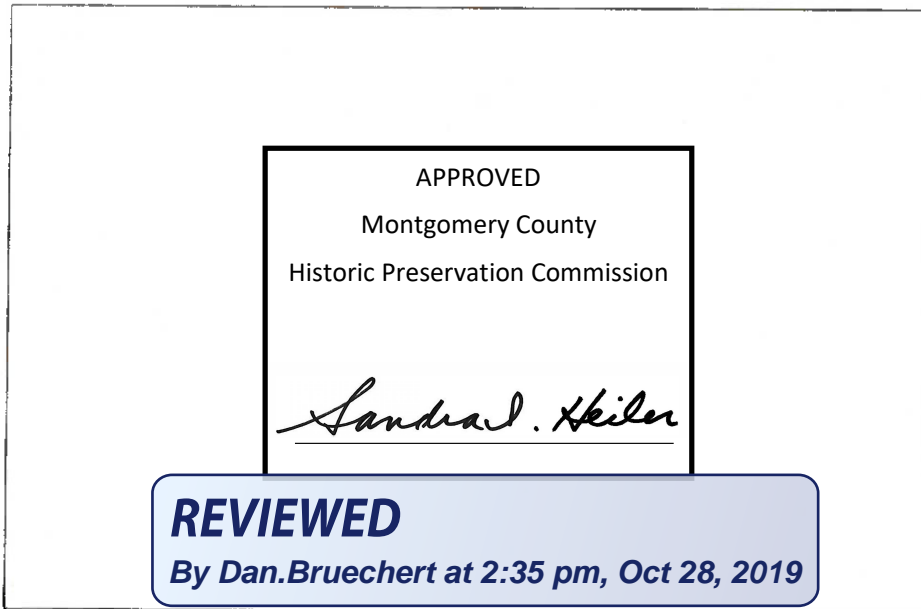 APPROVED
Montgomery County
Historic Preservation Commission
Sandra I. Heiler
REVIEWED
By Dan.Bruechert at 2:35 pm, Oct 28, 2019